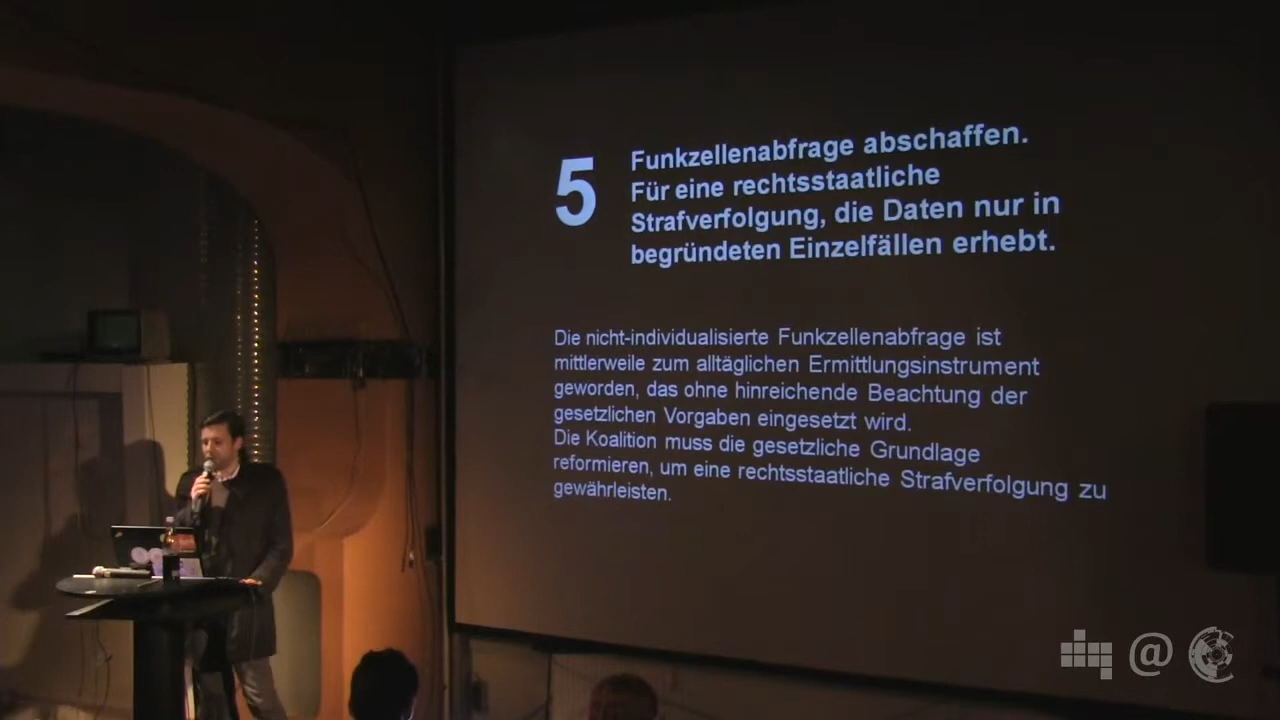 5
Funkzellenabfrage abschaffen.
Für eine rechtsstaatliche
Strafverfolgung, die Daten nur in
begründeten Einzelfällen erhebt.
Die nicht-individualisierte Funkzellenabfrage ist
mittlerweile zum alltäglichen Ermittlungsinstrument
geworden, das ohne hinreichende Beachtung der
gesetzlichen Vorgaben eingesetzt wird.
Die Koalition muss die gesetzliche Grundlage
reformieren, um eine rechtsstaatliche Strafverfolgung zu
gewährleisten.
@